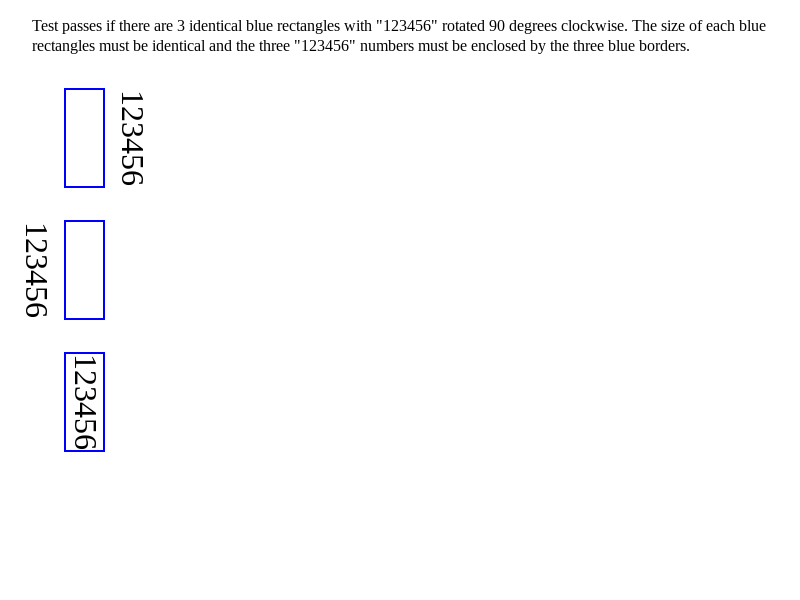 Test passes if there are 3 identical blue rectangles with "123456" rotated 90 degrees clockwise. The size of each blue
rectangles must be identical and the three "123456" numbers must be enclosed by the three blue borders.
123456
123456
123456